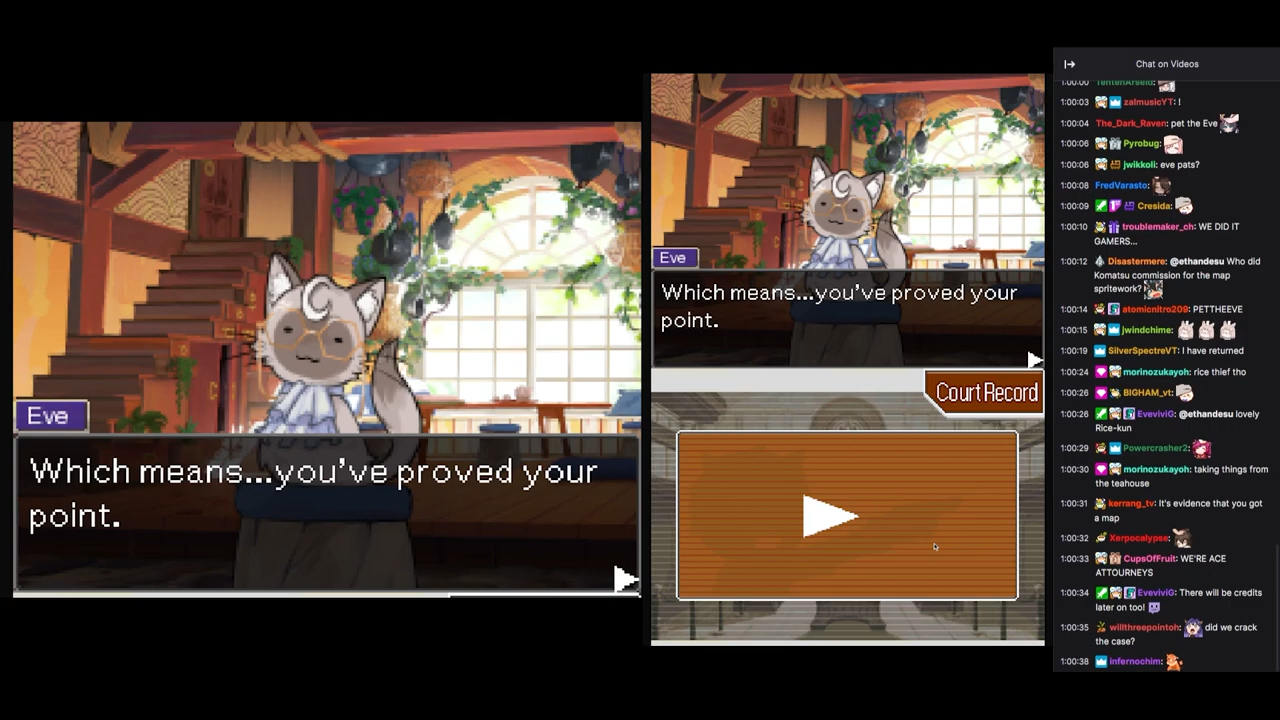 Eve
Which means...you've proved your
point.
Eve
Which means...you've proved your
point.
Court Record
Chat on Videos
1:00:00 TentenArseid:
1:00:03 zalmusicYT: !
1:00:04 The_Dark_Raven: pet the Eve
1:00:06 Pyrobug:
1:00:06 jwikkoli: eve pats?
1:00:08 FredVarasto:
1:00:09 Cresida:
1:00:10 troublemaker_ch: WE DID IT
GAMERS...
1:00:12 Disastermere: @ethandesu Who did
Komatsu commission for the map
spritework?
1:00:14 atomicnitro209: PETTHEEVE
1:00:15 jwindchime:
1:00:19 SilverSpectreVT: I have returned
1:00:24 morinozukayoh: rice thief tho
1:00:26 BIGHAM_vt:
1:00:26 EveviviG: @ethandesu lovely
Rice-kun
1:00:29 Powercrasher2:
1:00:30 morinozukayoh: taking things from
the teahouse
1:00:31 kerrang_tv: It's evidence that you got
a map
1:00:32 Xerpocalypse:
1:00:33 CupsOfFruit: WE'RE ACE
ATTOURNEYS
1:00:34 EveviviG: There will be credits
later on too!
1:00:35 willthreepointoh: did we crack
the case?
1:00:38 infernochim: